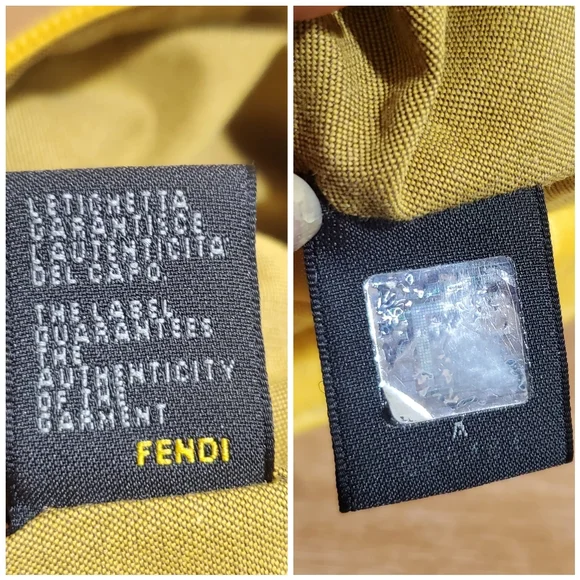 LETICHETTA
GARANTISCE
LAUTENTICITA'
DEL CAPO.
THE LABEL
GUARANTEES
THE
AUTHENTICITY
OF THE
GARMENT
FENDI
A